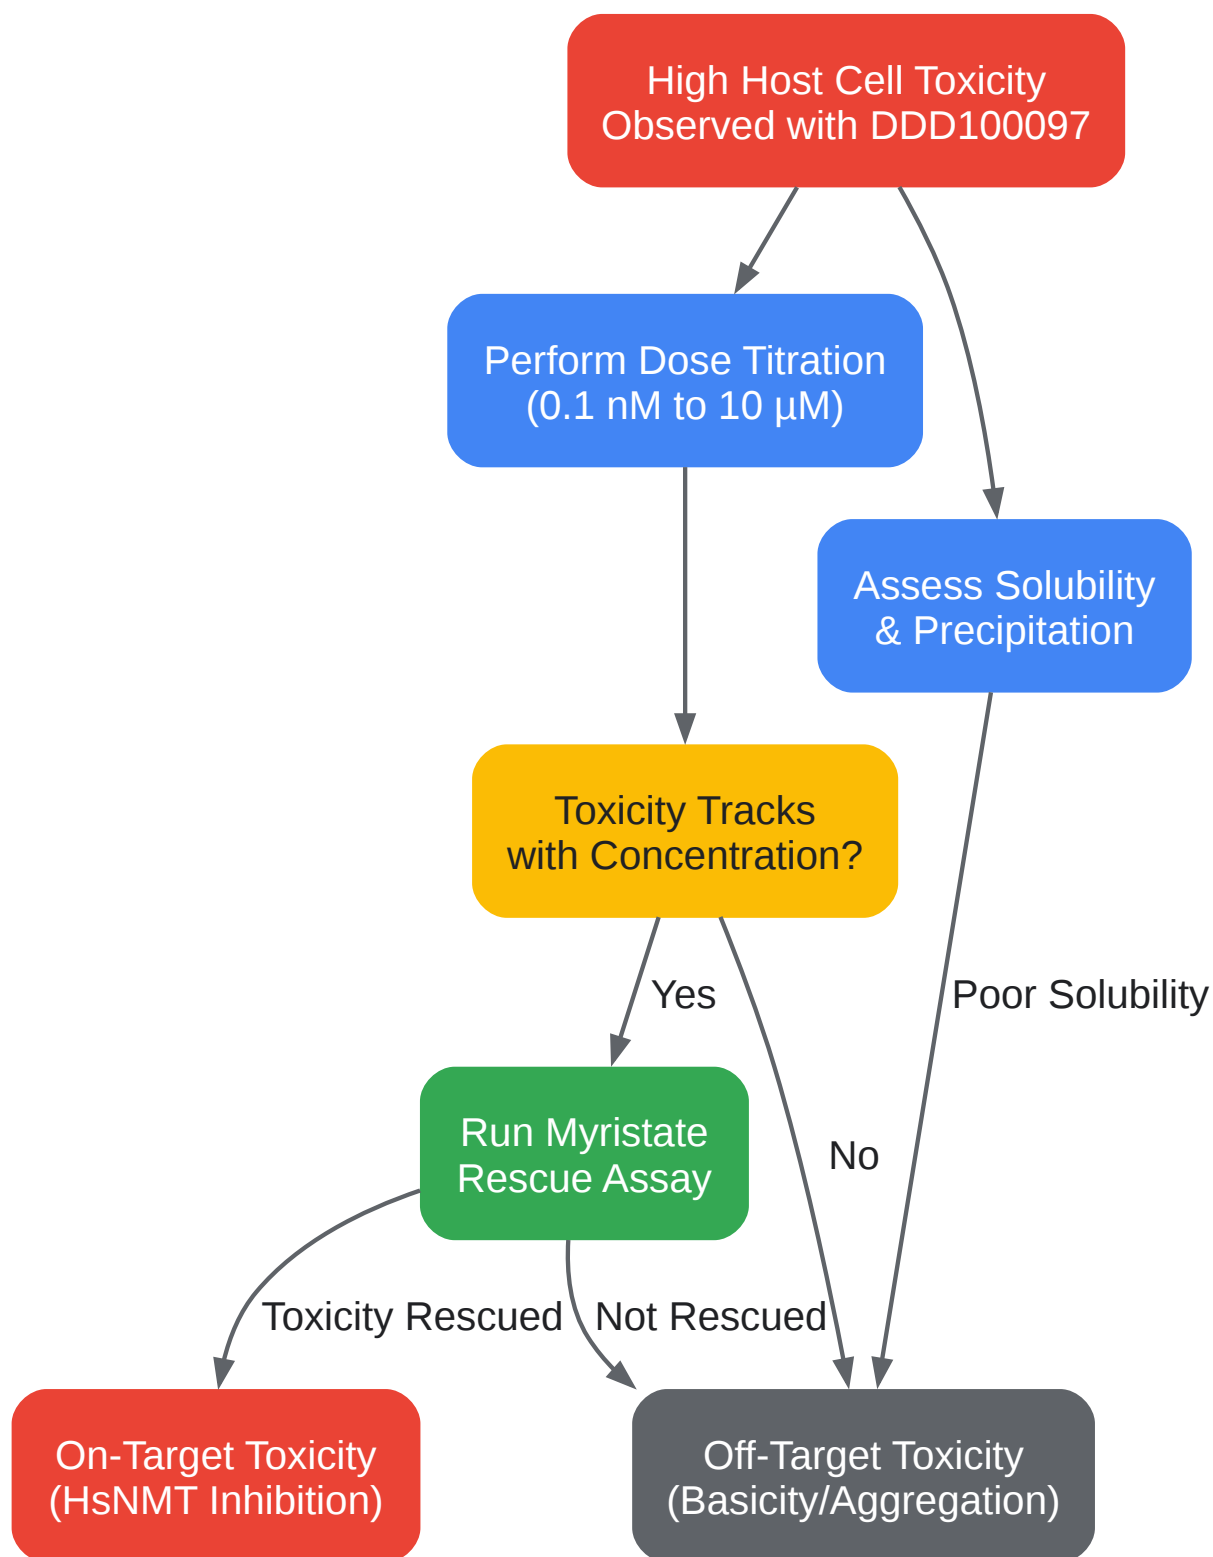 High Host Cell Toxicity
Observed with DDD100097
Perform Dose Titration
(0.1 nM to 10 µM)
Assess Solubility
& Precipitation
Toxicity Tracks
with Concentration?
Yes
Poor Solubility
Run Myristate
Rescue Assay
No
Toxicity Rescued
Not Rescued
On-Target Toxicity
(HsNMT Inhibition)
Off-Target Toxicity
(Basicity/Aggregation)